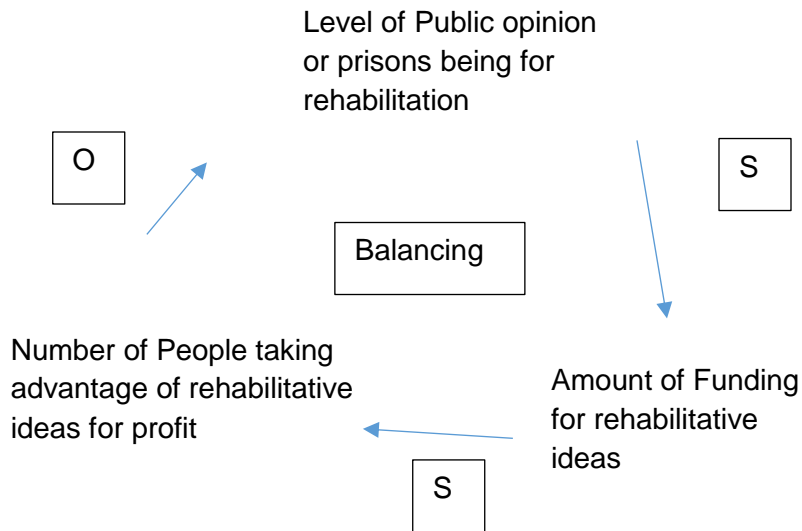 Level of Public opinion
or prisons being for
rehabilitation
O
S
Balancing
Number of People taking
advantage of rehabilitative
ideas for profit
Amount of Funding
for rehabilitative
ideas
S